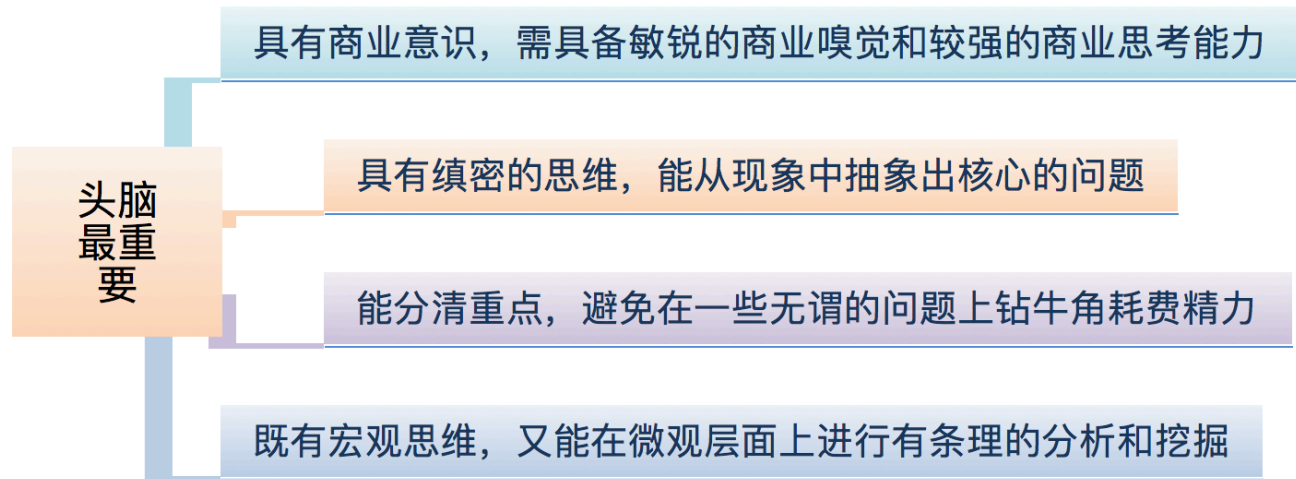 具有商业意识，需具备敏锐的商业嗅觉和较强的商业思考能力
头脑
最重
要
具有缜密的思维，能从现象中抽象出核心的问题
能分清重点，避免在一些无谓的问题上钻牛角耗费精力
既有宏观思维，又能在微观层面上进行有条理的分析和挖掘